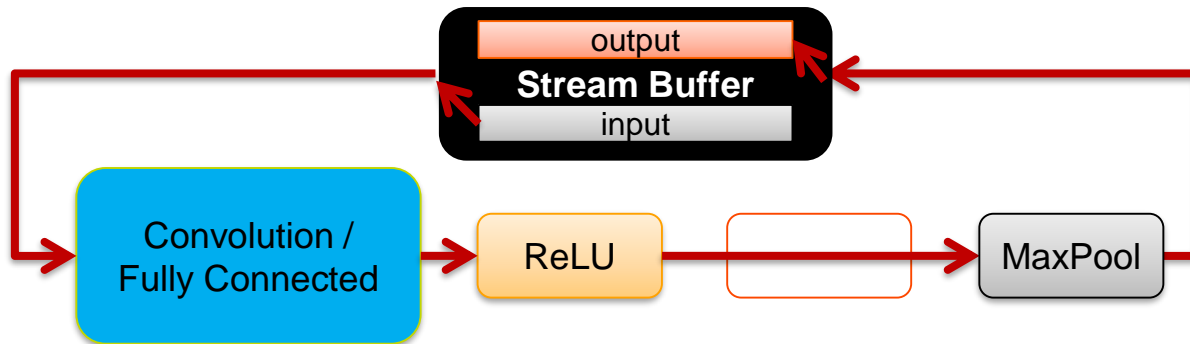 output
Stream Buffer
input
Convolution /
Fully Connected
ReLU
MaxPool